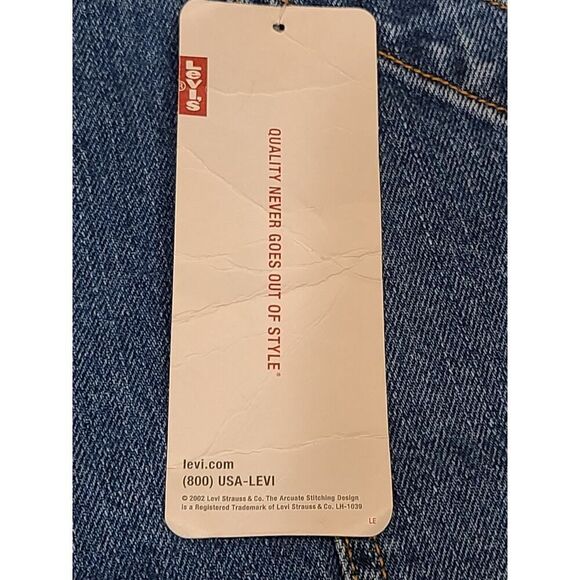 Levi's
®
QUALITY NEVER GOES OUT OF STYLE®
levi.com
(800) USA-LEVI
© 2002 Levi Strauss & Co. The Arcuate Stitching Design
is a Registered Trademark of Levi Strauss & Co. LH-1039
LE